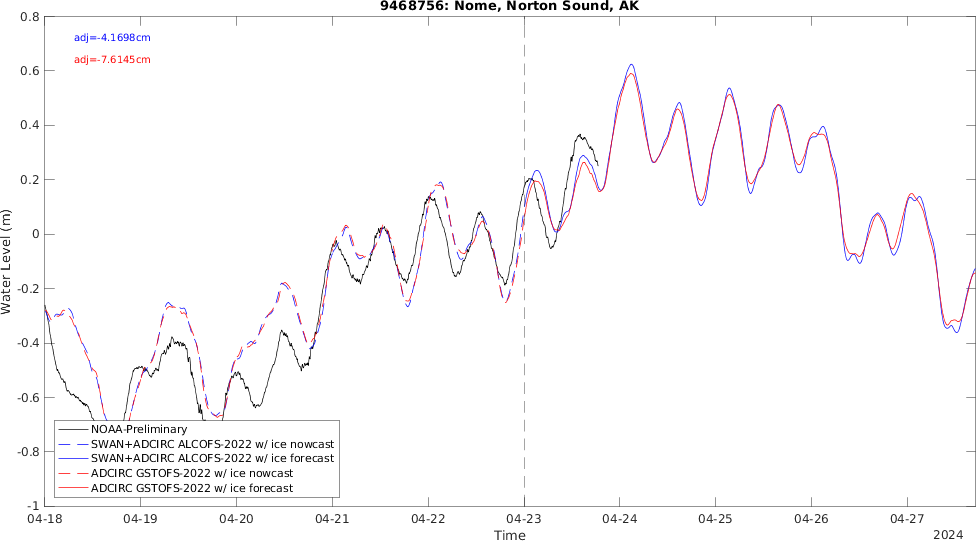 9468756: Nome, Norton Sound, AK
adj=-4.1698cm
adj=-7.6145cm
Water Level (m)
0.8
0.6
0.4
0.2
0
-0.2
-0.4
-0.6
-0.8
-1
NOAA-Preliminary
SWAN+ADCIRC ALCOFS-2022 w/ ice nowcast
SWAN+ADCIRC ALCOFS-2022 w/ ice forecast
ADCIRC GSTOFS-2022 w/ ice nowcast
ADCIRC GSTOFS-2022 w/ ice forecast
04-18 04-19 04-20 04-21 04-22 04-23 04-24 04-25 04-26 04-27
Time
2024